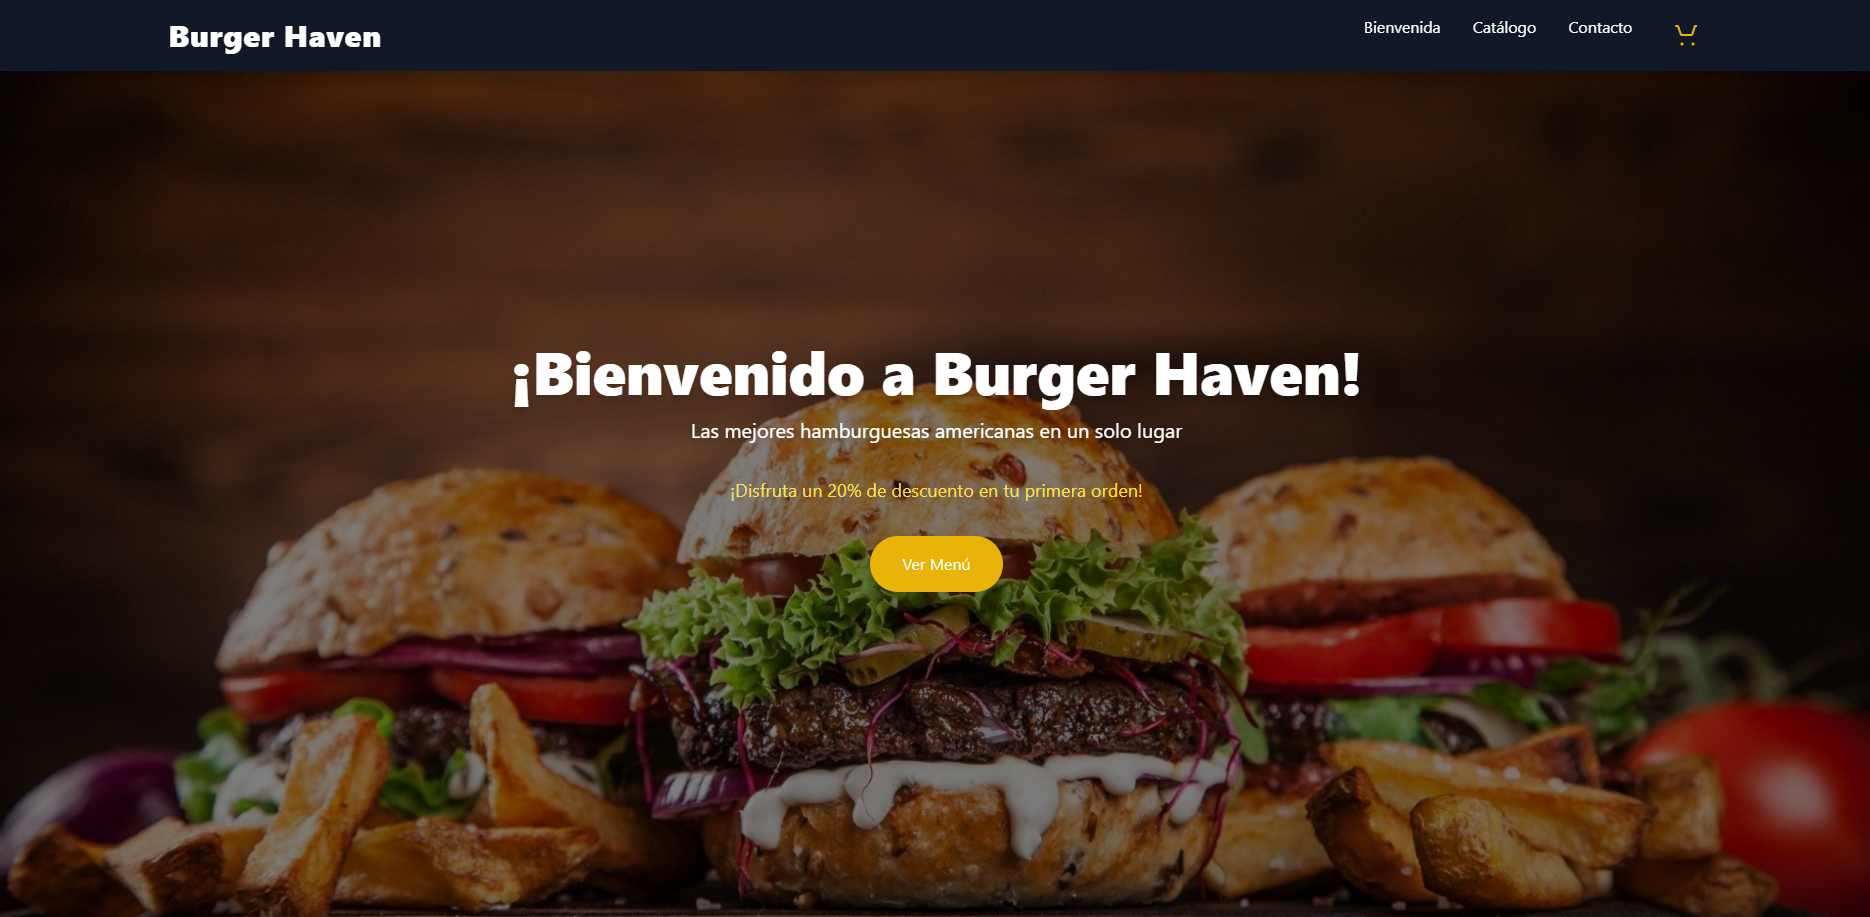 Burger Haven
Bienvenida Catálogo Contacto
¡Bienvenido a Burger Haven!
Las mejores hamburguesas americanas en un solo lugar
¡Disfruta un 20% de descuento en tu primera orden!
Ver Menú